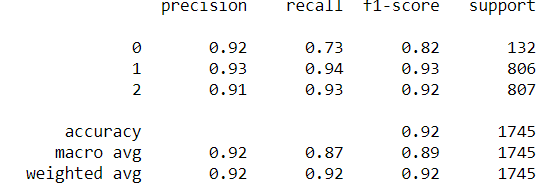 precision recall f1-score support
0 0.92 0.73 0.82 132
1 0.93 0.94 0.93 806
2 0.91 0.93 0.92 807
accuracy 0.92 1745
macro avg 0.92 0.87 0.89 1745
weighted avg 0.92 0.92 0.92 1745